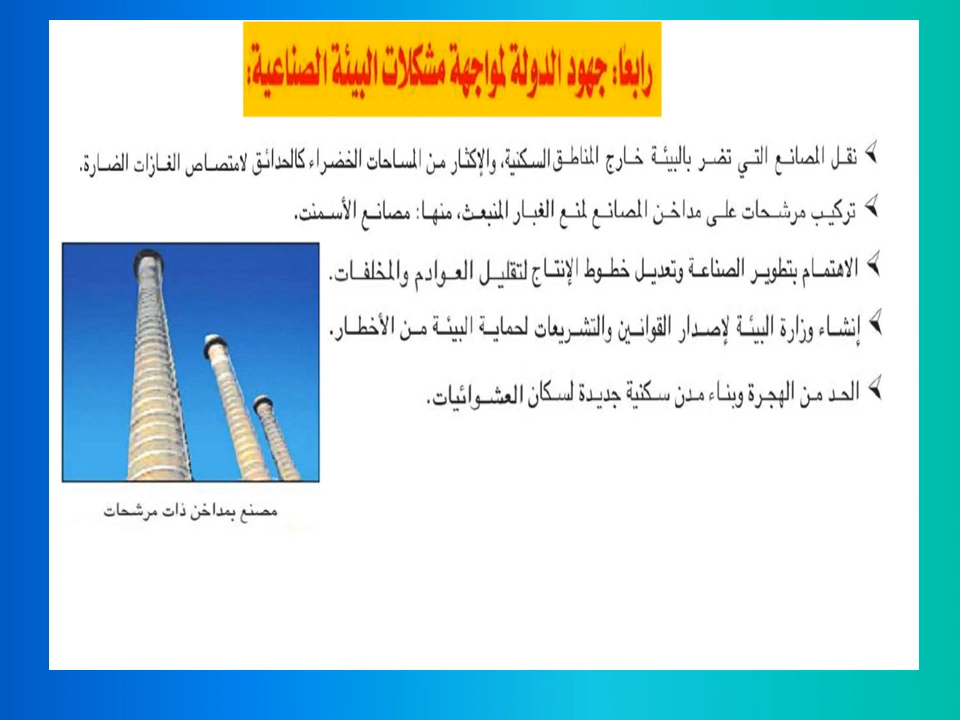 رابعًا: جهود الدولة لمواجهة مشكلات البيئة الصناعية:
نقل المصانع التي تضر بالبيئة خارج المناطق السكنية، والإكثار من المساحات الخضراء كالحدائق لامتصاص الغازات الضارة.
تركيب مرشحات على مداخن المصانع لمنع الغبار المنبعث، منها: مصانع الأسمنت.
الاهتمام بتطوير الصناعة وتعديل خطوط الإنتاج لتقليل العوادم والمخلفات.
إنشاء وزارة البيئة لإصدار القوانين والتشريعات لحماية البيئة من الأخطار.
الحد من الهجرة وبناء مدن سكنية جديدة لسكان العشوائيات.
مصنع بمداخن ذات مرشحات